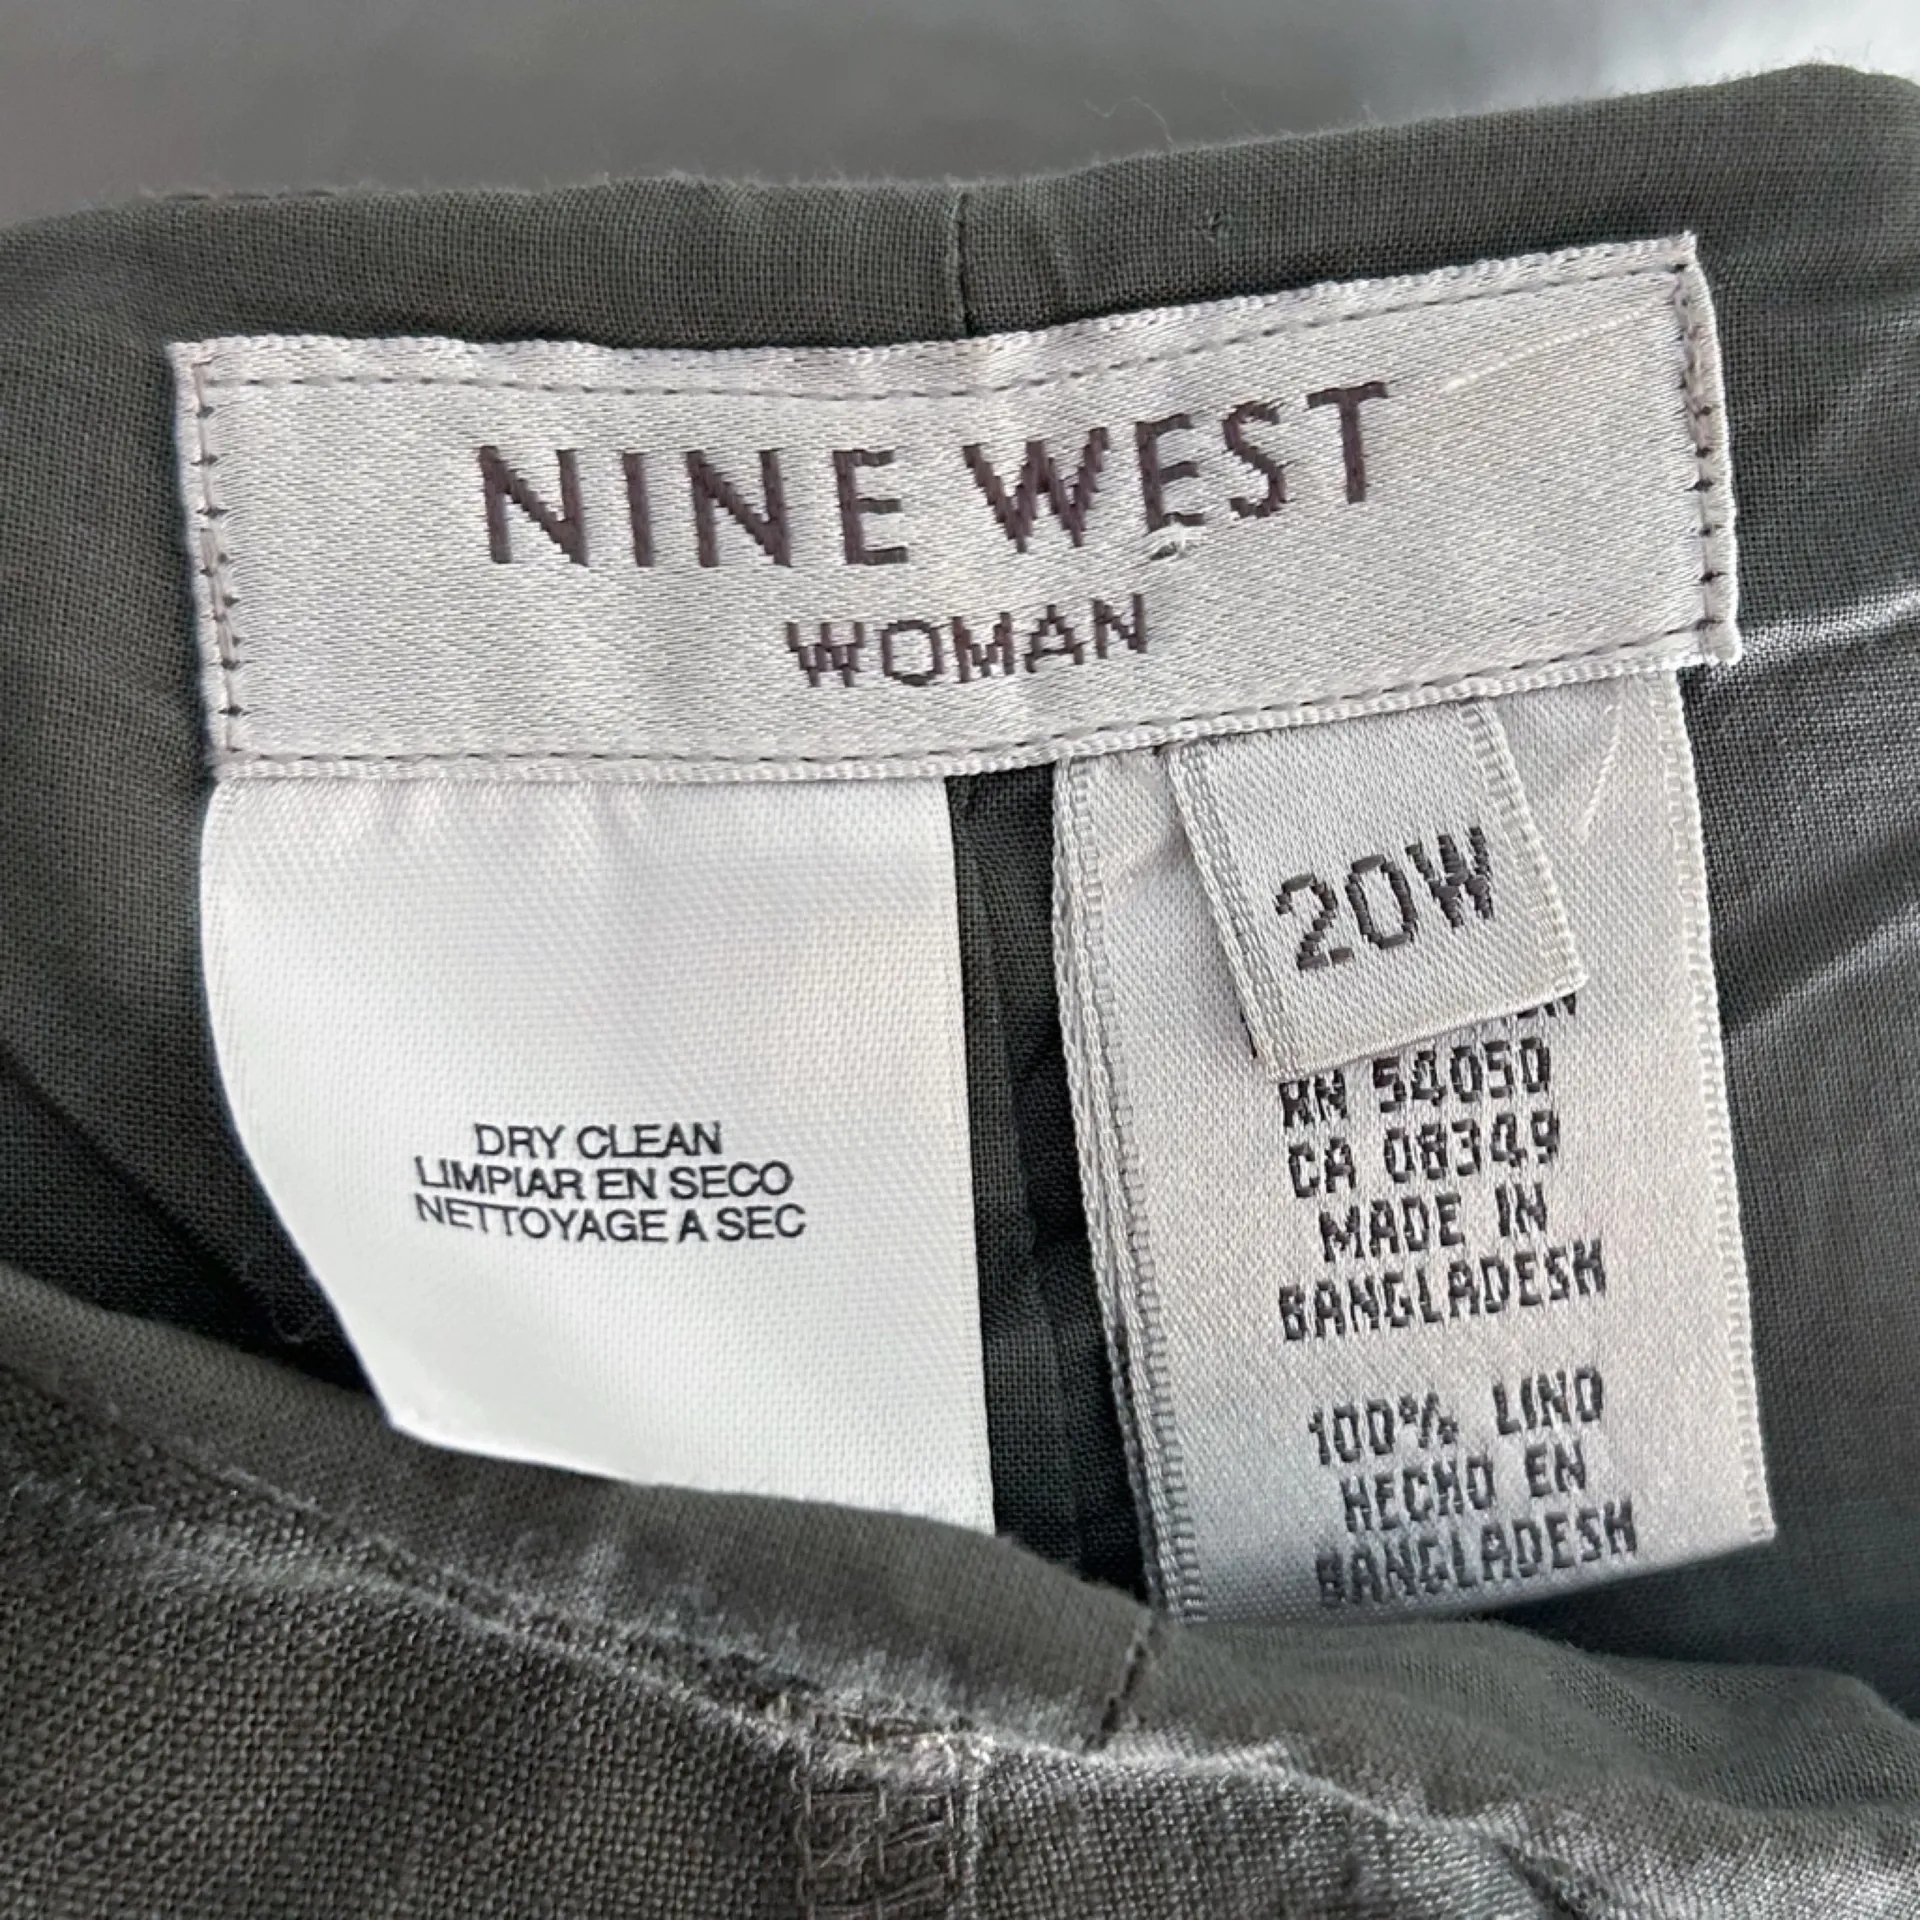 NINE WEST
WOMAN
20W
DRY CLEAN
LIMPIAR EN SECO
NETTOYAGE A SEC
RN 54050
CA 08349
MADE IN
BANGLADESH
100% LINO
HECHO EN
BANGLADESH